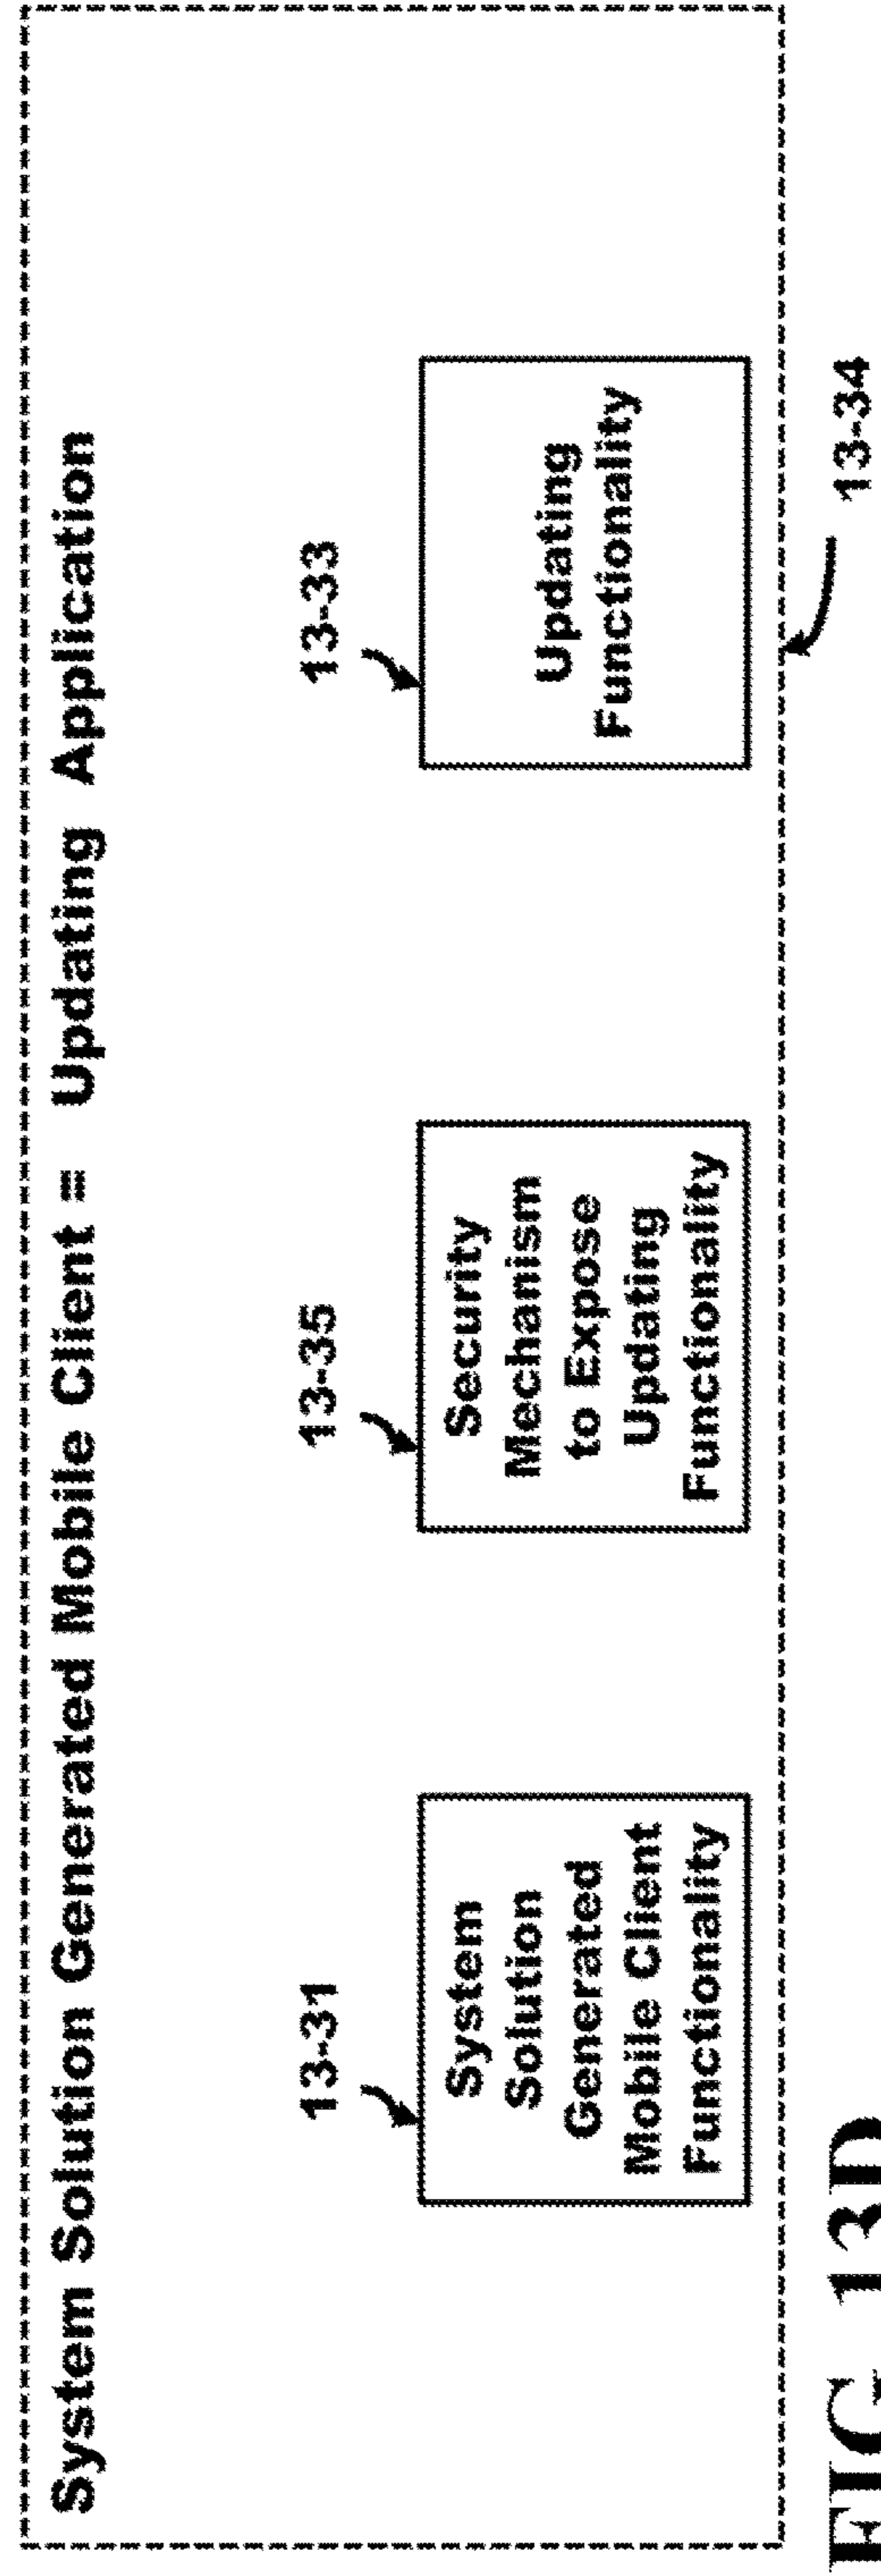 System Solution Generated Mobile Client = Updating Application
13-31
System
Solution
Generated
Mobile Client
Functionality
13-35
Security
Mechanism
to Expose
Updating
Functionality
13-33
Updating
Functionality
13-34
FIG 13D